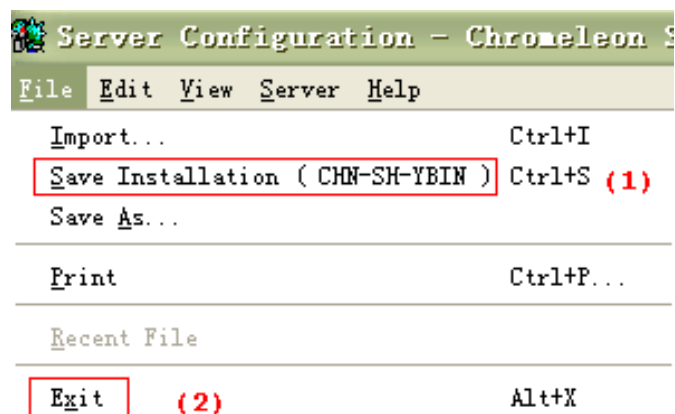 Server Configuration - Chromeleon S
File Edit View Server Help
Import... Ctrl+I
Save Installation ( CHN-SH-YBIN ) Ctrl+S (1)
Save As...
Print Ctrl+P...
Recent File
Exit (2) Alt+X